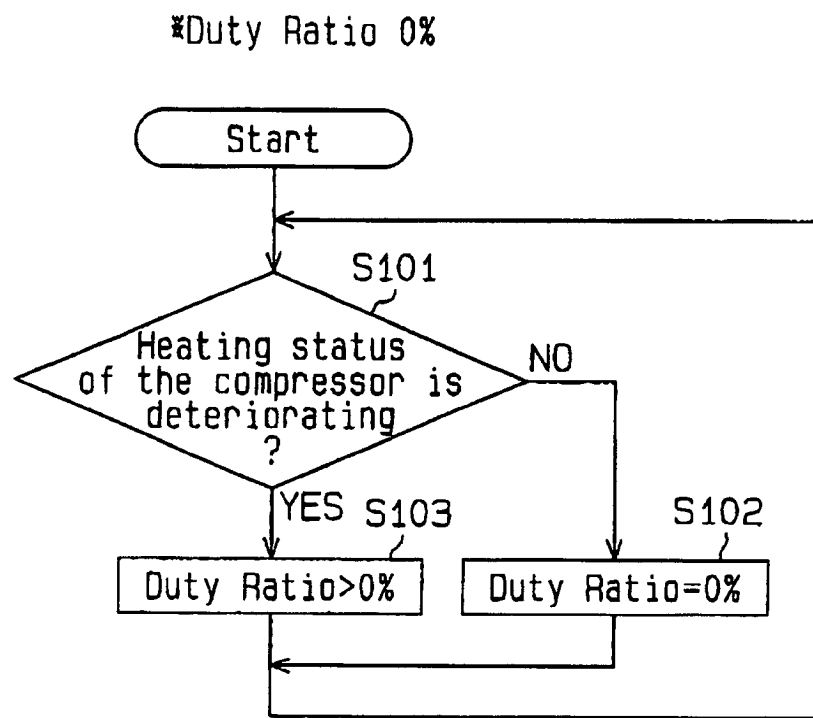 *Duty Ratio 0%
Start
S101
Heating status
of the compressor is
deteriorating
?
NO
YES
S103
S102
Duty Ratio>0%
Duty Ratio=0%